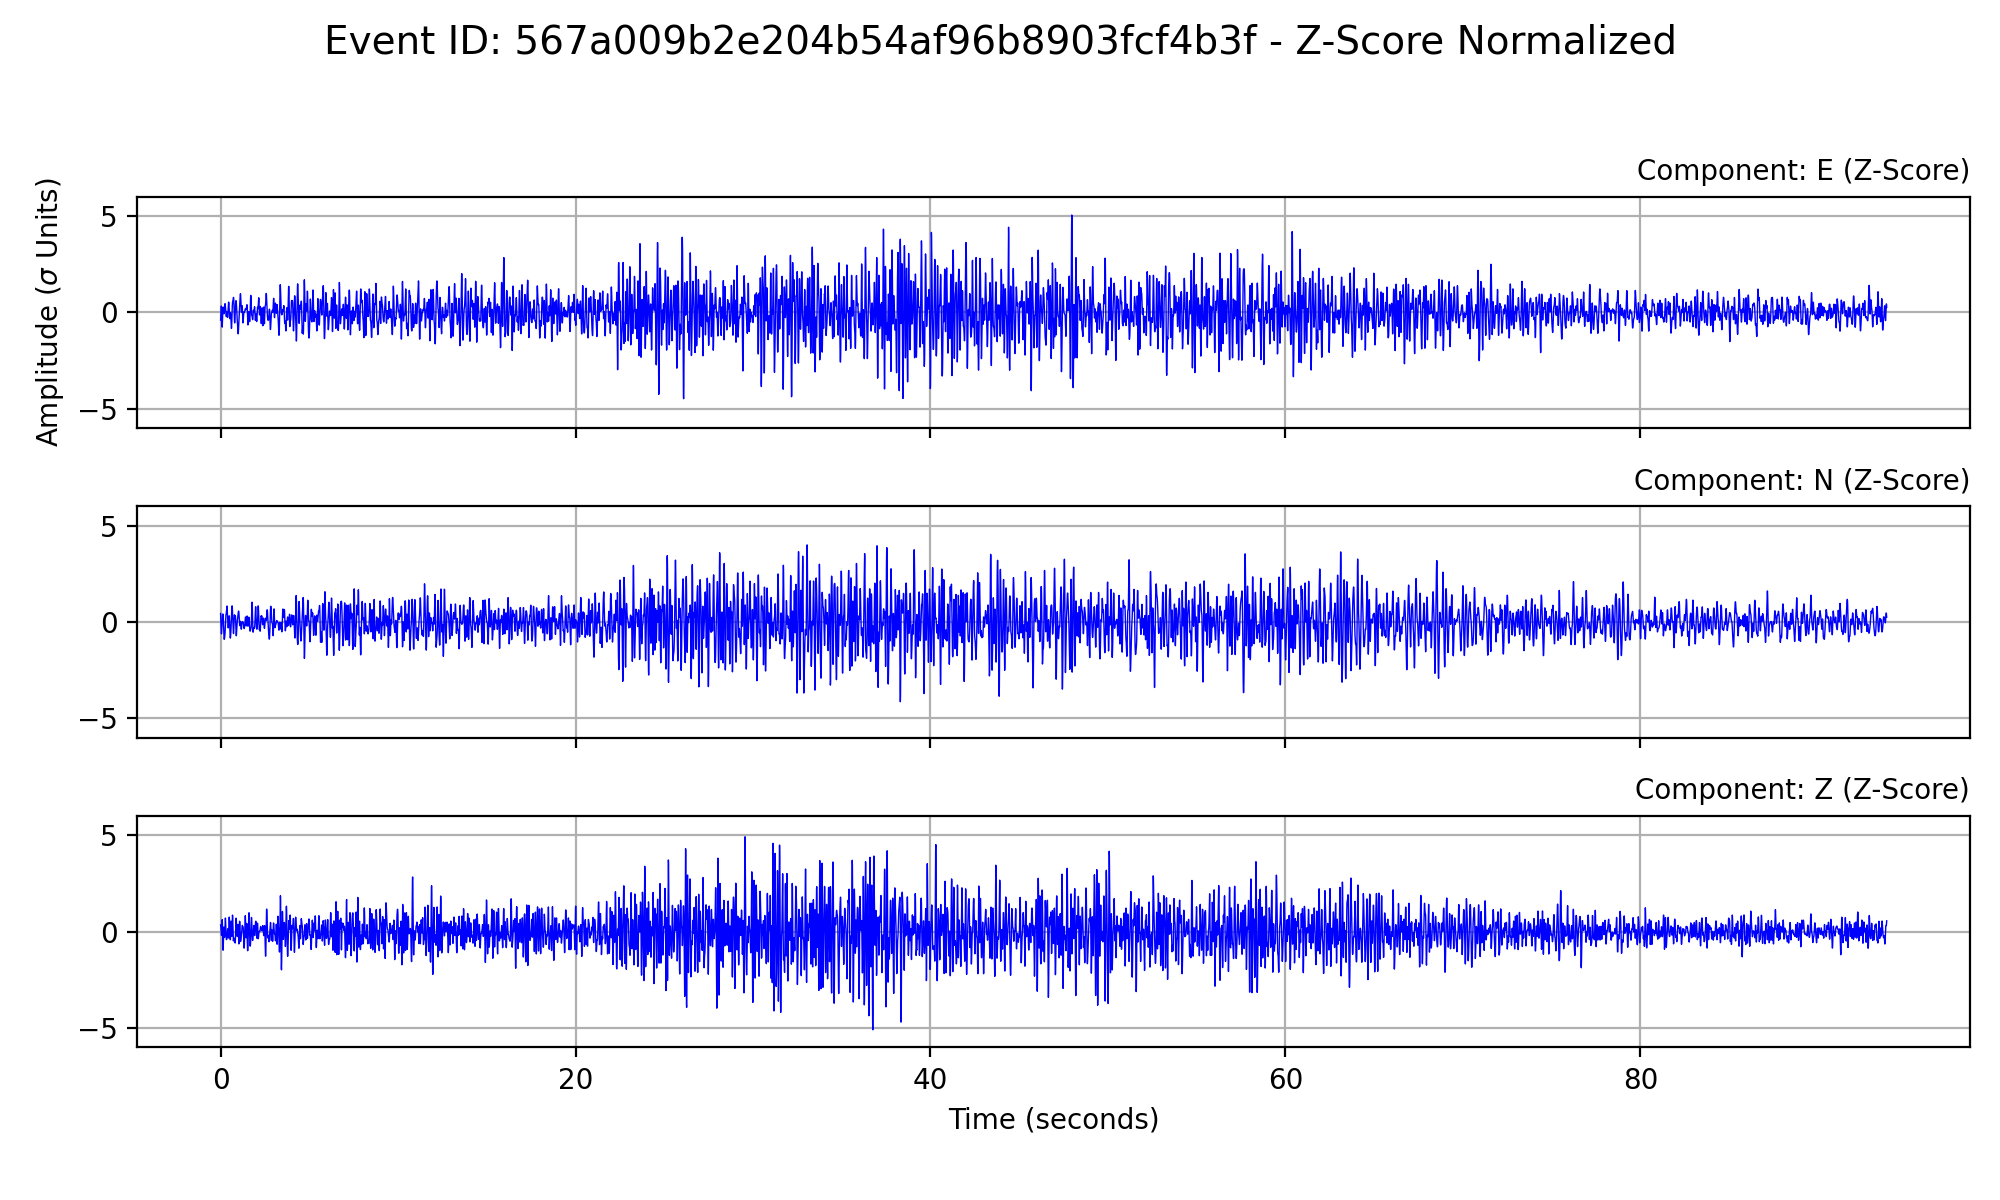 Event ID: 567a009b2e204b54af96b8903fcf4b3f - Z-Score Normalized
Component: E (Z-Score)
Amplitude (σ Units)
5
0
−5
Component: N (Z-Score)
5
0
−5
Component: Z (Z-Score)
5
0
−5
0 20 40 60 80
Time (seconds)